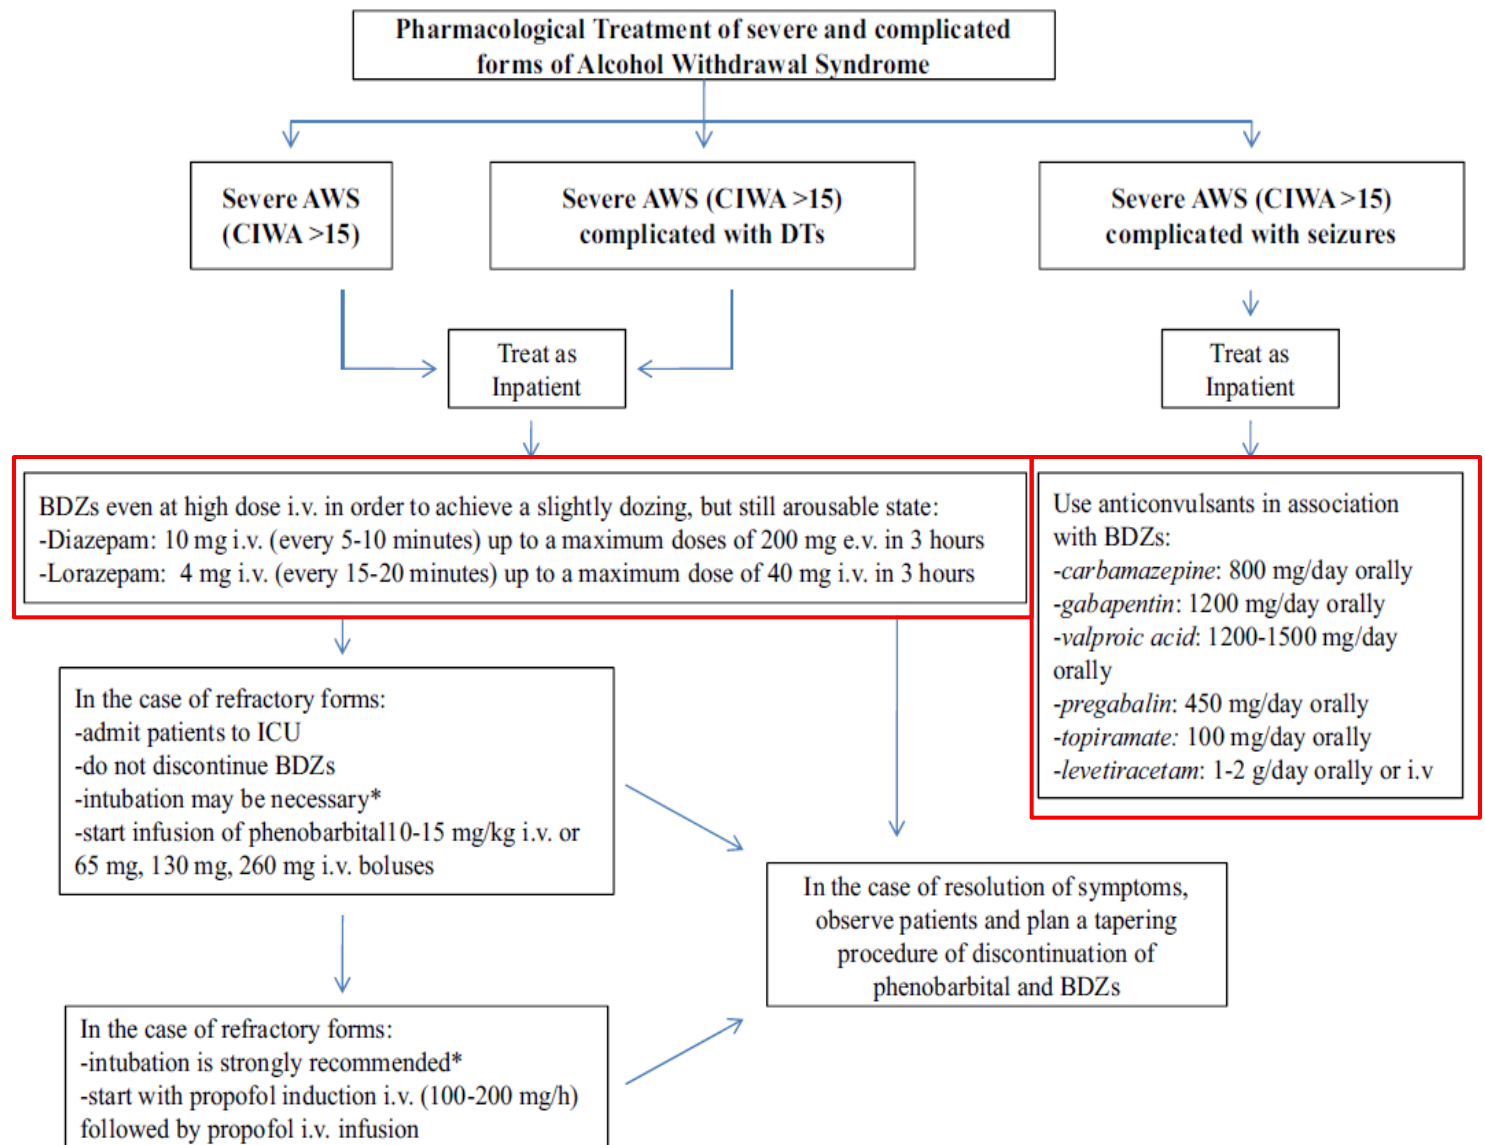 Pharmacological Treatment of severe and complicated
forms of Alcohol Withdrawal Syndrome
Severe AWS
(CIWA >15)
Severe AWS (CIWA >15)
complicated with DTs
Severe AWS (CIWA >15)
complicated with seizures
Treat as
Inpatient
Treat as
Inpatient
BDZs even at high dose i.v. in order to achieve a slightly dozing, but still arousable state:
-Diazepam: 10 mg i.v. (every 5-10 minutes) up to a maximum doses of 200 mg e.v. in 3 hours
-Lorazepam: 4 mg i.v. (every 15-20 minutes) up to a maximum dose of 40 mg i.v. in 3 hours
Use anticonvulsants in association
with BDZs:
-carbamazepine: 800 mg/day orally
-gabapentin: 1200 mg/day orally
-valproic acid: 1200-1500 mg/day
orally
-pregabalin: 450 mg/day orally
-topiramate: 100 mg/day orally
-levetiracetam: 1-2 g/day orally or i.v
In the case of refractory forms:
-admit patients to ICU
-do not discontinue BDZs
-intubation may be necessary*
-start infusion of phenobarbital10-15 mg/kg i.v. or
65 mg, 130 mg, 260 mg i.v. boluses
In the case of resolution of symptoms,
observe patients and plan a tapering
procedure of discontinuation of
phenobarbital and BDZs
In the case of refractory forms:
-intubation is strongly recommended*
-start with propofol induction i.v. (100-200 mg/h)
followed by propofol i.v. infusion